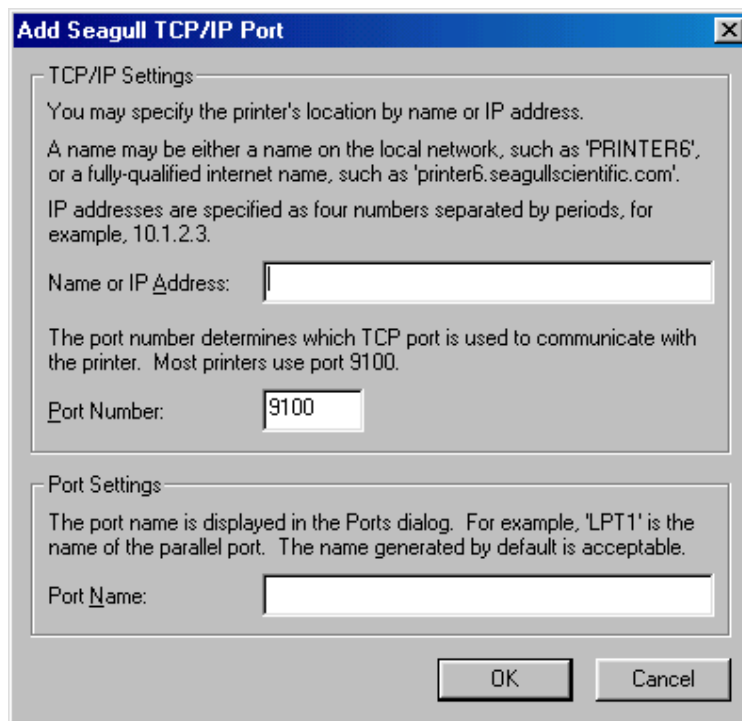 Add Seagull TCP/IP Port
TCP/IP Settings
You may specify the printer's location by name or IP address.
A name may be either a name on the local network, such as 'PRINTER6',
or a fully-qualified internet name, such as 'printer6.seagullscientific.com'.
IP addresses are specified as four numbers separated by periods, for
example, 10.1.2.3.
Name or IP Address:
The port number determines which TCP port is used to communicate with
the printer.  Most printers use port 9100.
Port Number: 9100
Port Settings
The port name is displayed in the Ports dialog.  For example, 'LPT1' is the
name of the parallel port.  The name generated by default is acceptable.
Port Name:
OK Cancel